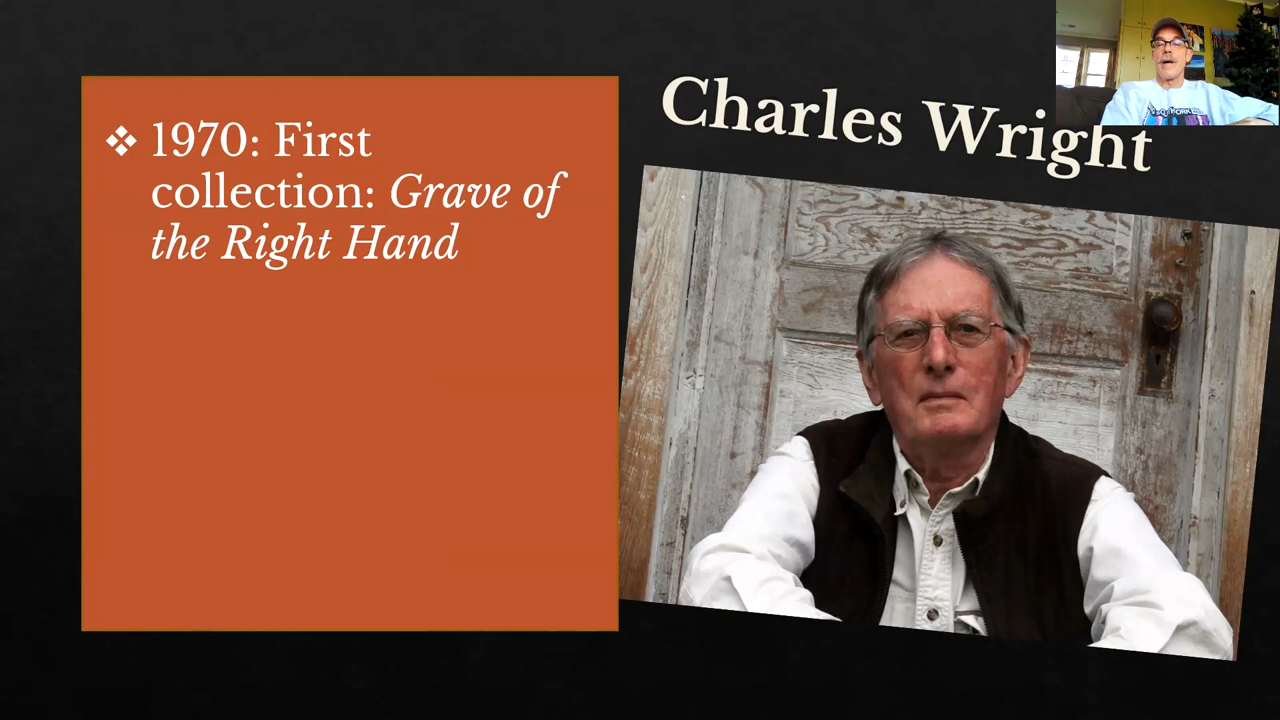 Charles Wright
❖ 1970: First
collection: Grave of
the Right Hand